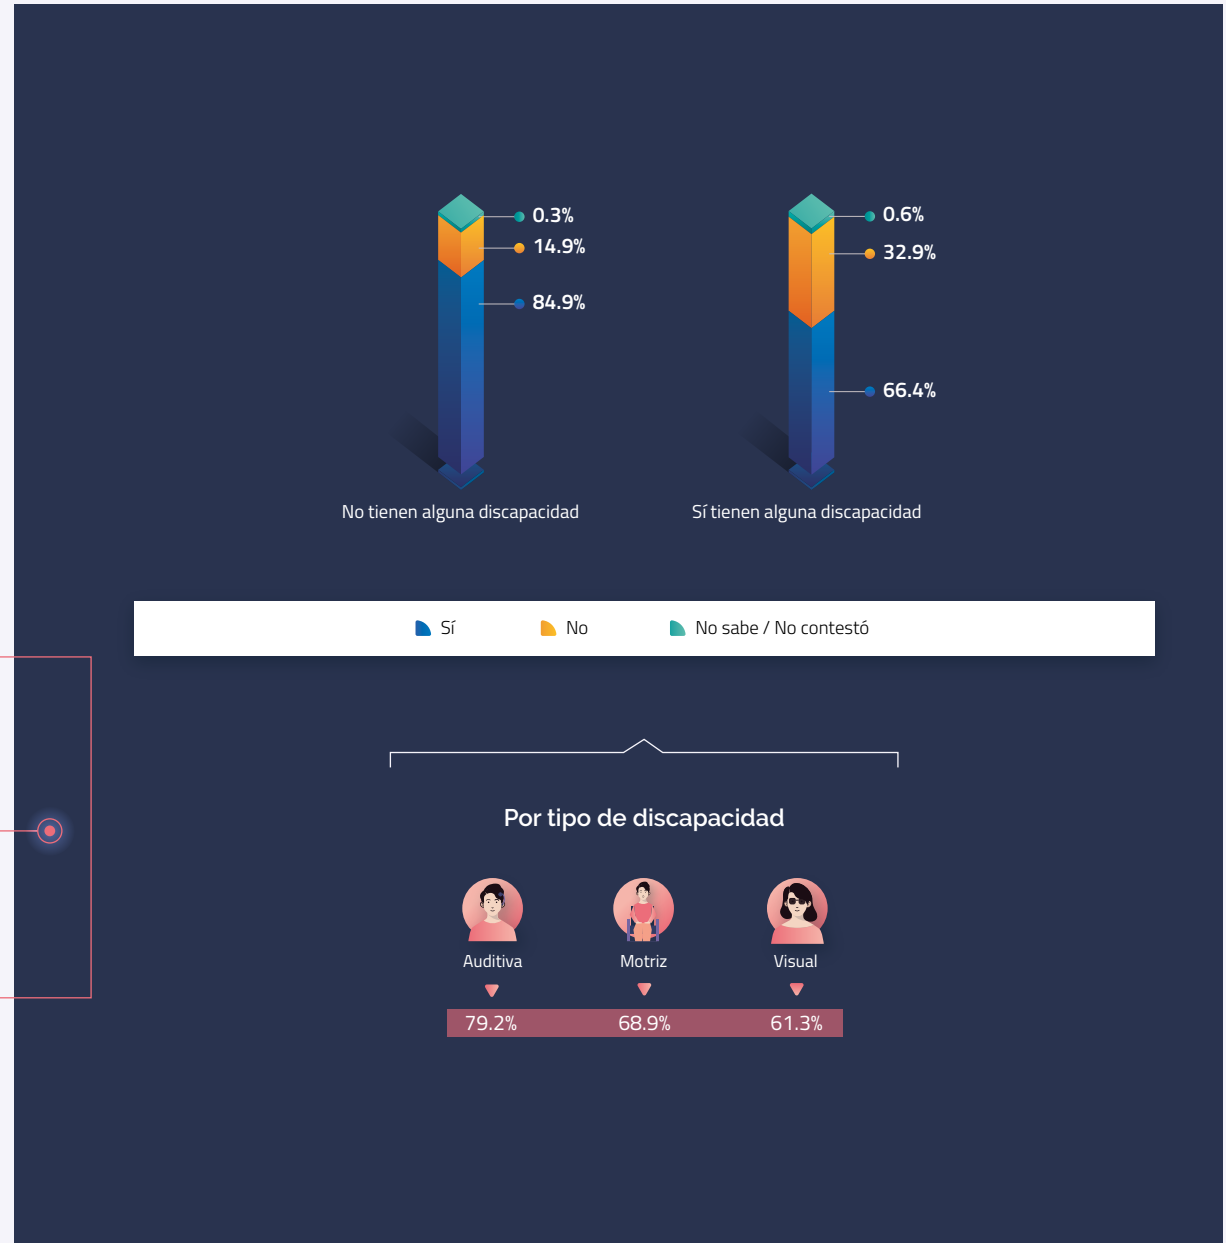 0.3%
14.9%
84.9%
No tienen alguna discapacidad
0.6%
32.9%
66.4%
Sí tienen alguna discapacidad
Sí No No sabe / No contestó
Por tipo de discapacidad
Auditiva Motriz Visual
79.2% 68.9% 61.3%